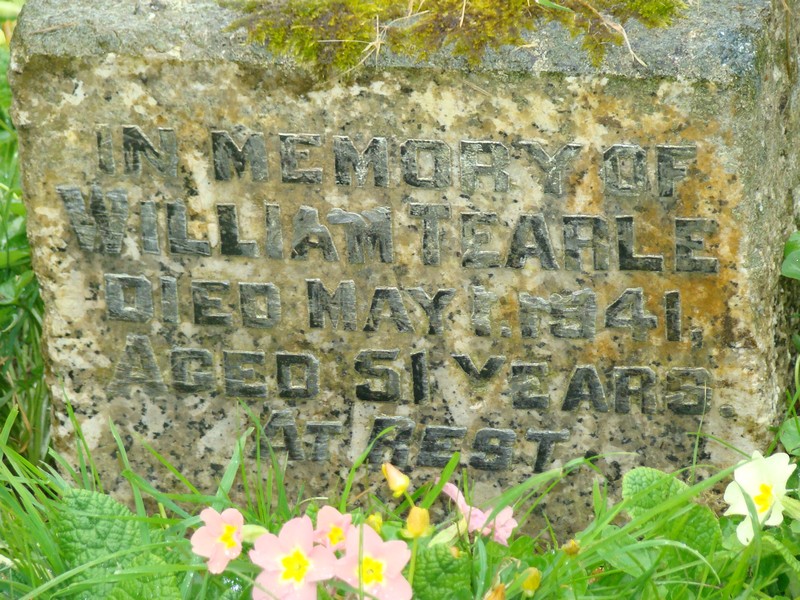 IN MEMORY OF
WILLIAM TEARLE
DIED MAY 1. 1941,
AGED 51 YEARS.
AT REST